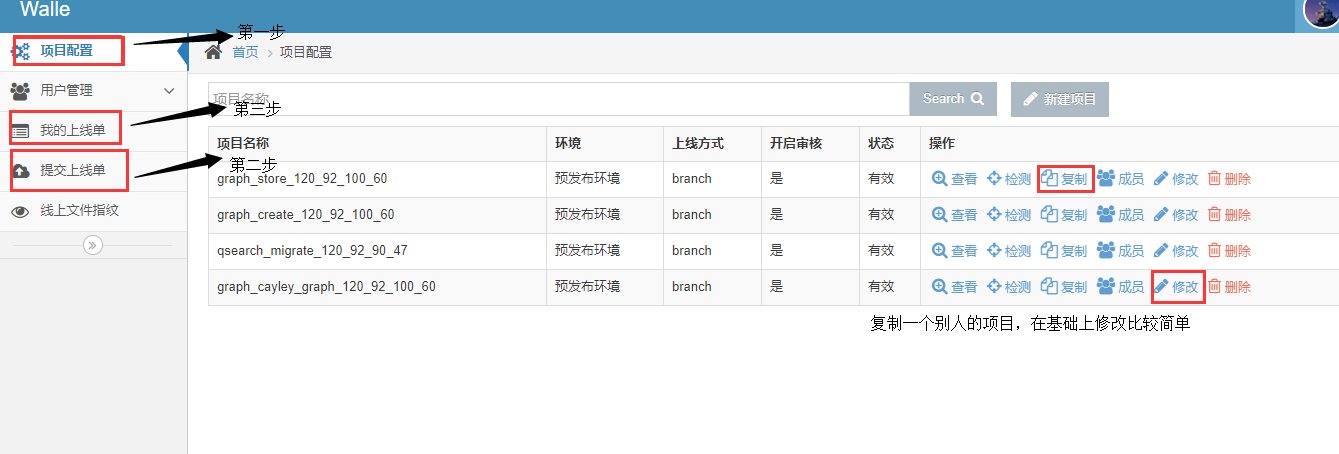 Walle
第一步
项目配置
首页 > 项目配置
用户管理
项目名称
Search
新建项目
第三步
我的上线单
项目名称 环境 上线方式 开启审核 状态 操作
第二步
提交上线单
graph_store_120_92_100_60 预发布环境 branch 是 有效 查看 检测 复制 成员 修改 删除
线上文件指纹
graph_create_120_92_100_60 预发布环境 branch 是 有效 查看 检测 复制 成员 修改 删除
qsearch_migrate_120_92_90_47 预发布环境 branch 是 有效 查看 检测 复制 成员 修改 删除
graph_cayley_graph_120_92_100_60 预发布环境 branch 是 有效 查看 检测 复制 成员 修改 删除
复制一个别人的项目，在基础上修改比较简单